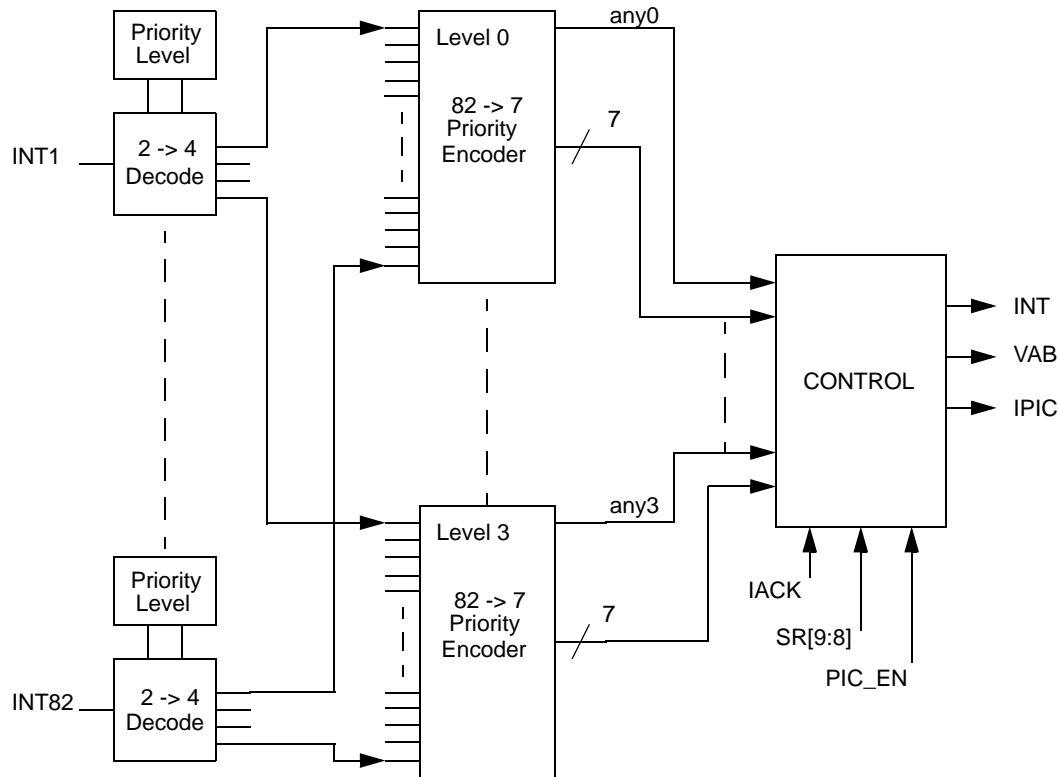 Priority
Level
INT1
2 -> 4
Decode
Level 0
82 -> 7
Priority
Encoder
any0
7
CONTROL
INT
VAB
IPIC
Priority
Level
INT82
2 -> 4
Decode
Level 3
82 -> 7
Priority
Encoder
any3
7
IACK
SR[9:8]
PIC_EN